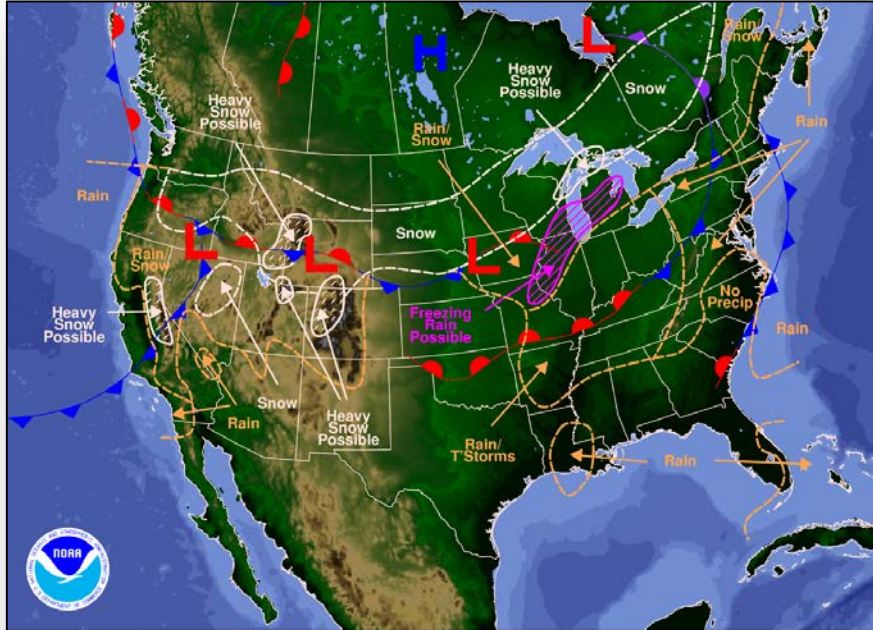 H
L
Rain/
Snow
Heavy
Snow
Possible
Snow
Heavy
Snow
Possible
Rain/
Snow
Rain
Rain
Snow
L
L
L
Rain/
Snow
No
Precip
Heavy
Snow
Possible
Freezing
Rain
Possible
Rain
Snow
Rain
Heavy
Snow
Possible
Rain/
T'Storms
Rain
NOAA